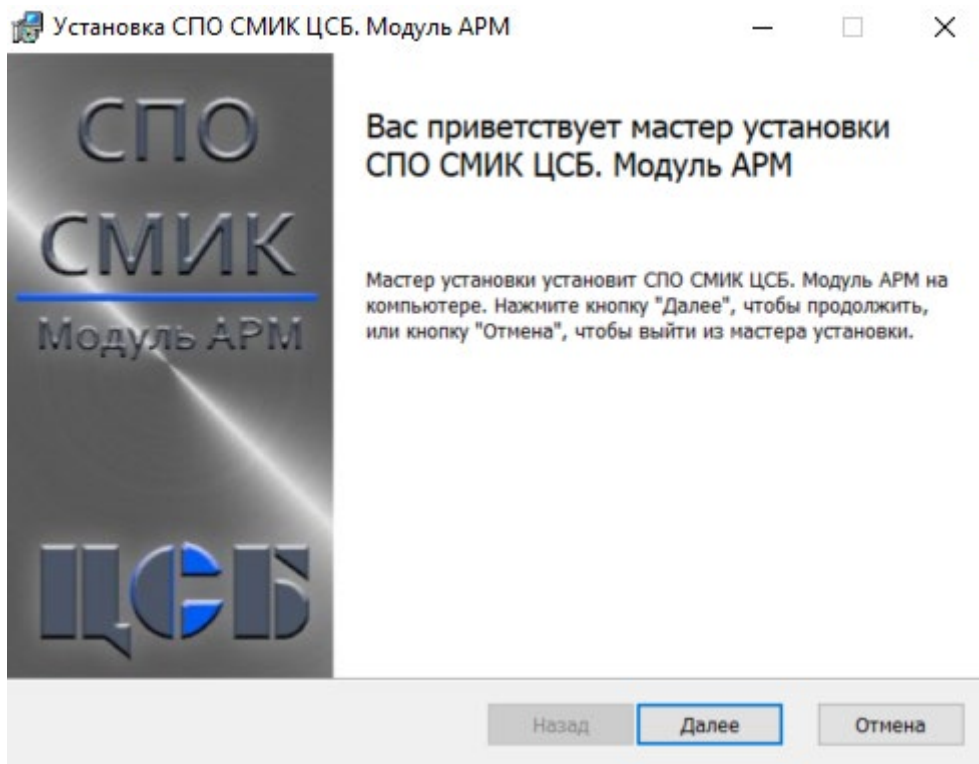 Установка СПО СМИК ЦСБ. Модуль АРМ
СПО
СМИК
Модуль АРМ
ЦСБ
Вас приветствует мастер установки
СПО СМИК ЦСБ. Модуль АРМ
Мастер установки установит СПО СМИК ЦСБ. Модуль АРМ на
компьютере. Нажмите кнопку "Далее", чтобы продолжить,
или кнопку "Отмена", чтобы выйти из мастера установки.
Назад
Далее
Отмена